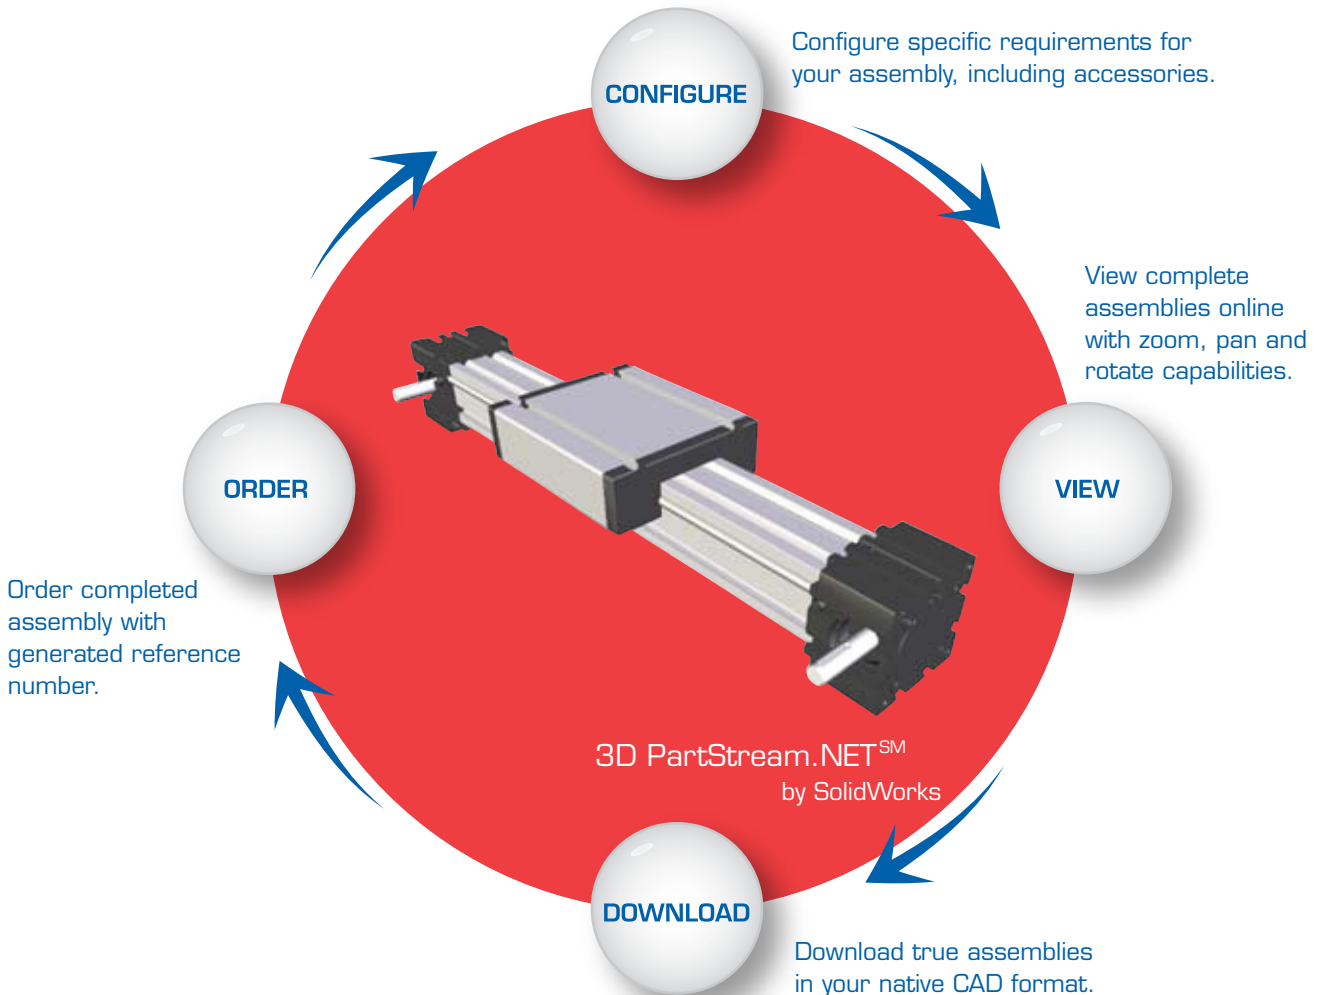 CONFIGURE
Configure specific requirements for
your assembly, including accessories.
View complete
assemblies online
with zoom, pan and
rotate capabilities.
VIEW
ORDER
Order completed
assembly with
generated reference
number.
3D PartStream.NET℠
by SolidWorks
DOWNLOAD
Download true assemblies
in your native CAD format.